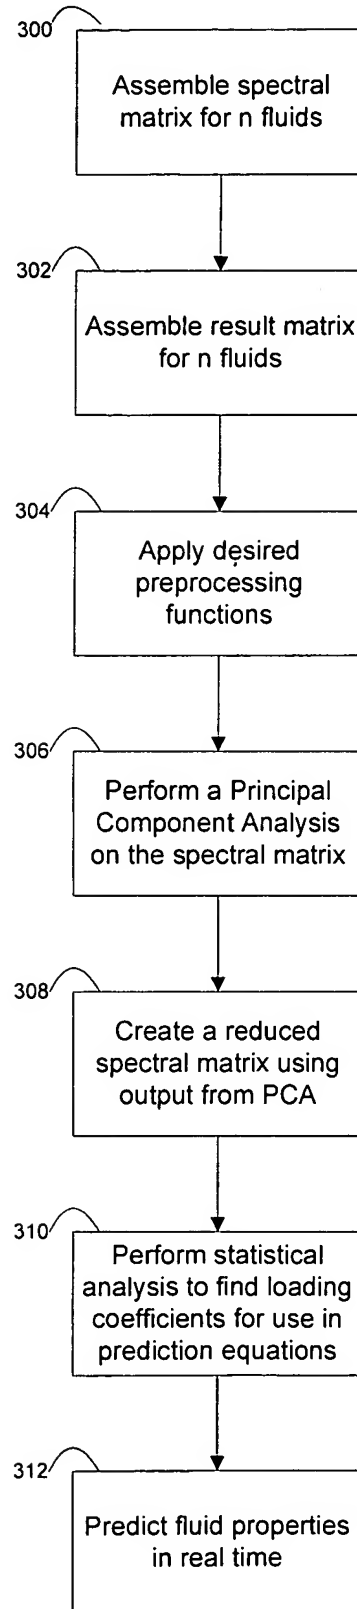 300
Assemble spectral
matrix for n fluids
302
Assemble result matrix
for n fluids
304
Apply desired
preprocessing
functions
306
Perform a Principal
Component Analysis
on the spectral matrix
308
Create a reduced
spectral matrix using
output from PCA
310
Perform statistical
analysis to find loading
coefficients for use in
prediction equations
312
Predict fluid properties
in real time